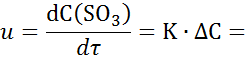 u = dC(SO₃)/dτ = K · ΔC =